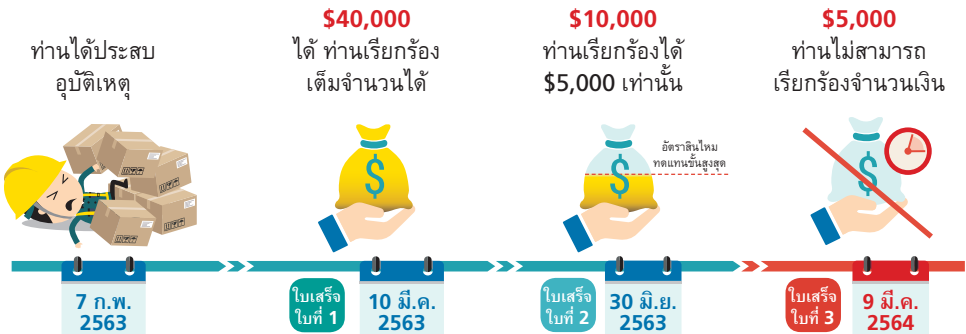 ท่านได้ประสบ
อุบัติเหตุ
7 ก.พ.
2563
$40,000
ได้ ท่านเรียกร้อง
เต็มจำนวนได้
$
ใบเสร็จ
ใบที่ 1
10 มี.ค.
2563
$10,000
ท่านเรียกร้องได้
$5,000 เท่านั้น
อัตราสินไหม
ทดแทนขั้นสูงสุด
$
ใบเสร็จ
ใบที่ 2
30 มิ.ย.
2563
$5,000
ท่านไม่สามารถ
เรียกร้องจำนวนเงิน
$
ใบเสร็จ
ใบที่ 3
9 มี.ค.
2564